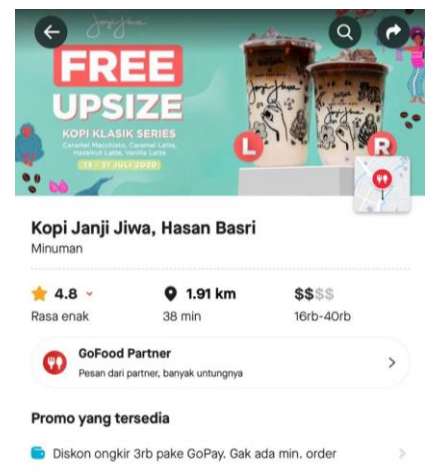 Janji Jiwa
FREE
UPSIZE
KOPI KLASIK SERIES
Caramel Macchiato, Caramel Latte,
Hazelnut Latte, Vanilla Latte
13 - 31 JULI 2020
L
R
Kopi Janji Jiwa, Hasan Basri
Minuman
4.8
1.91 km
$$$$
Rasa enak
38 min
16rb-40rb
GoFood Partner
Pesan dari partner, banyak untungnya
Promo yang tersedia
Diskon ongkir 3rb pake GoPay. Gak ada min. order